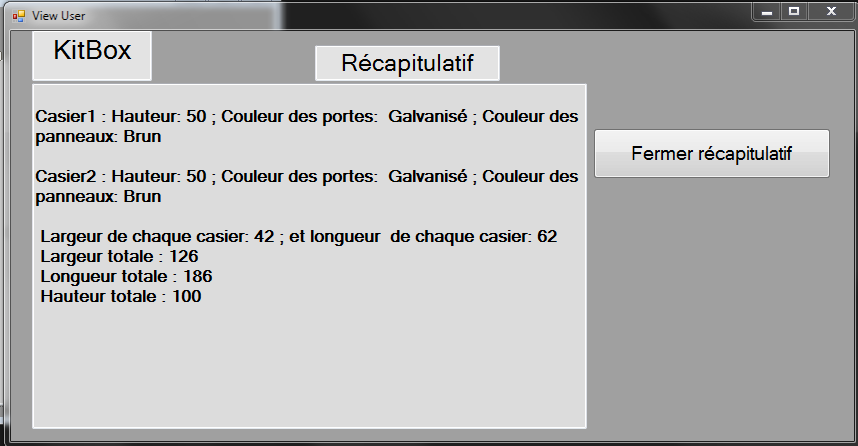 View User
KitBox
Récapitulatif
Casier1 : Hauteur: 50 ; Couleur des portes:  Galvanisé ; Couleur des
panneaux: Brun
Fermer récapitulatif
Casier2 : Hauteur: 50 ; Couleur des portes:  Galvanisé ; Couleur des
panneaux: Brun
Largeur de chaque casier: 42 ; et longueur  de chaque casier: 62
Largeur totale : 126
Longueur totale : 186
Hauteur totale : 100